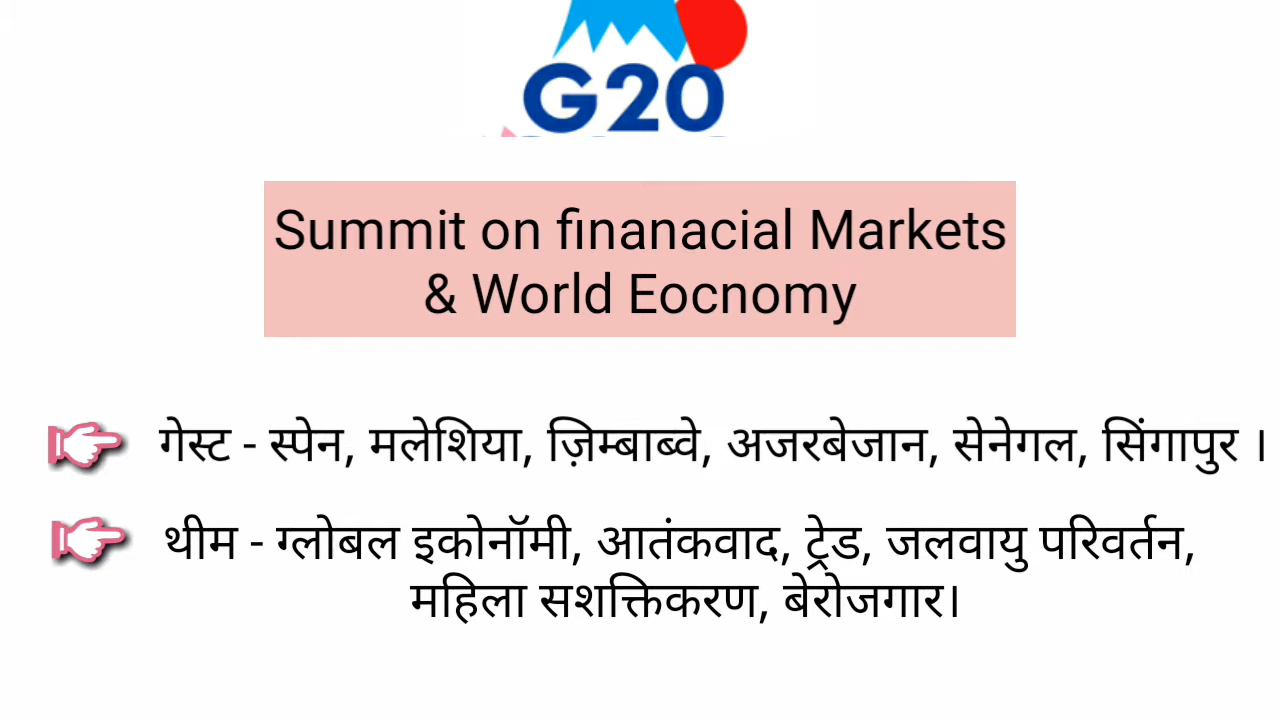 G20
Summit on finanacial Markets
& World Eocnomy
गेस्ट - स्पेन, मलेशिया, ज़िम्बाब्वे, अजरबेजान, सेनेगल, सिंगापुर ।
थीम - ग्लोबल इकोनॉमी, आतंकवाद, ट्रेड, जलवायु परिवर्तन,
महिला सशक्तिकरण, बेरोजगार।